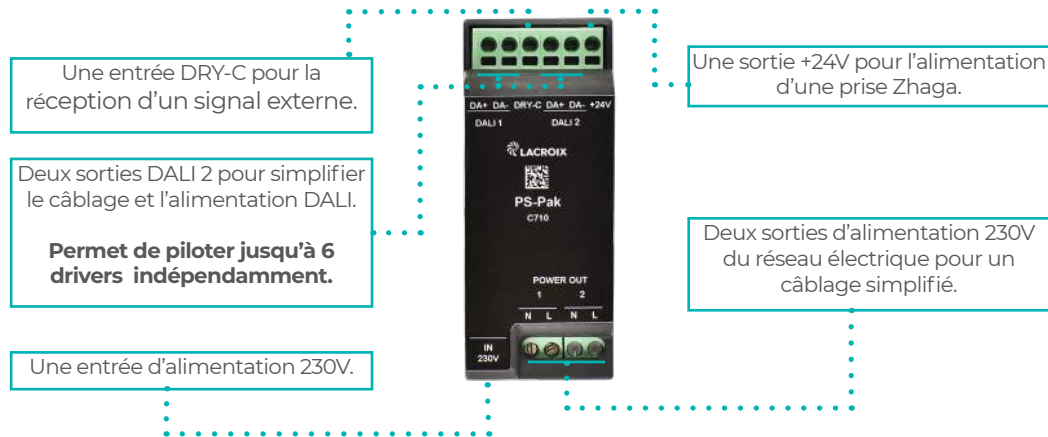 Une entrée DRY-C pour la
réception d'un signal externe.
Deux sorties DALI 2 pour simplifier
le câblage et l'alimentation DALI.
Permet de piloter jusqu'à 6
drivers indépendamment.
Une entrée d'alimentation 230V.
DA+ DA- DRY-C DA+ DA- +24V
DALI 1 DALI 2
LACROIX
PS-Pak
C710
POWER OUT
1 2
N L N L
IN
230V
Une sortie +24V pour l'alimentation
d'une prise Zhaga.
Deux sorties d'alimentation 230V
du réseau électrique pour un
câblage simplifié.